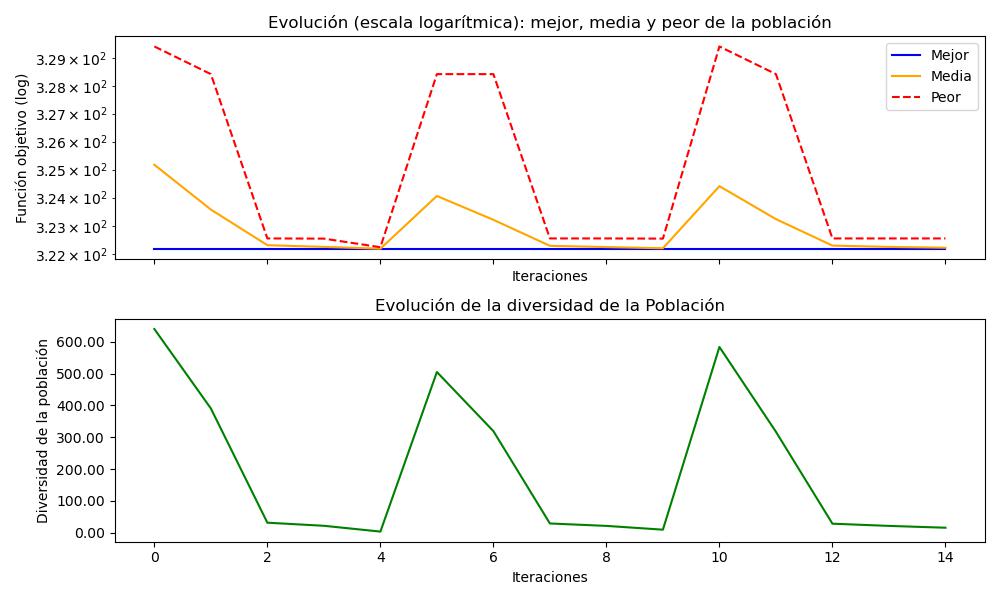 Evolución (escala logarítmica): mejor, media y peor de la población
Función objetivo (log)
3.29 × 10²
3.28 × 10²
3.27 × 10²
3.26 × 10²
3.25 × 10²
3.24 × 10²
3.23 × 10²
3.22 × 10²
Mejor
Media
Peor
Iteraciones
Evolución de la diversidad de la Población
Diversidad de la población
600.00
500.00
400.00
300.00
200.00
100.00
0.00
0 2 4 6 8 10 12 14
Iteraciones